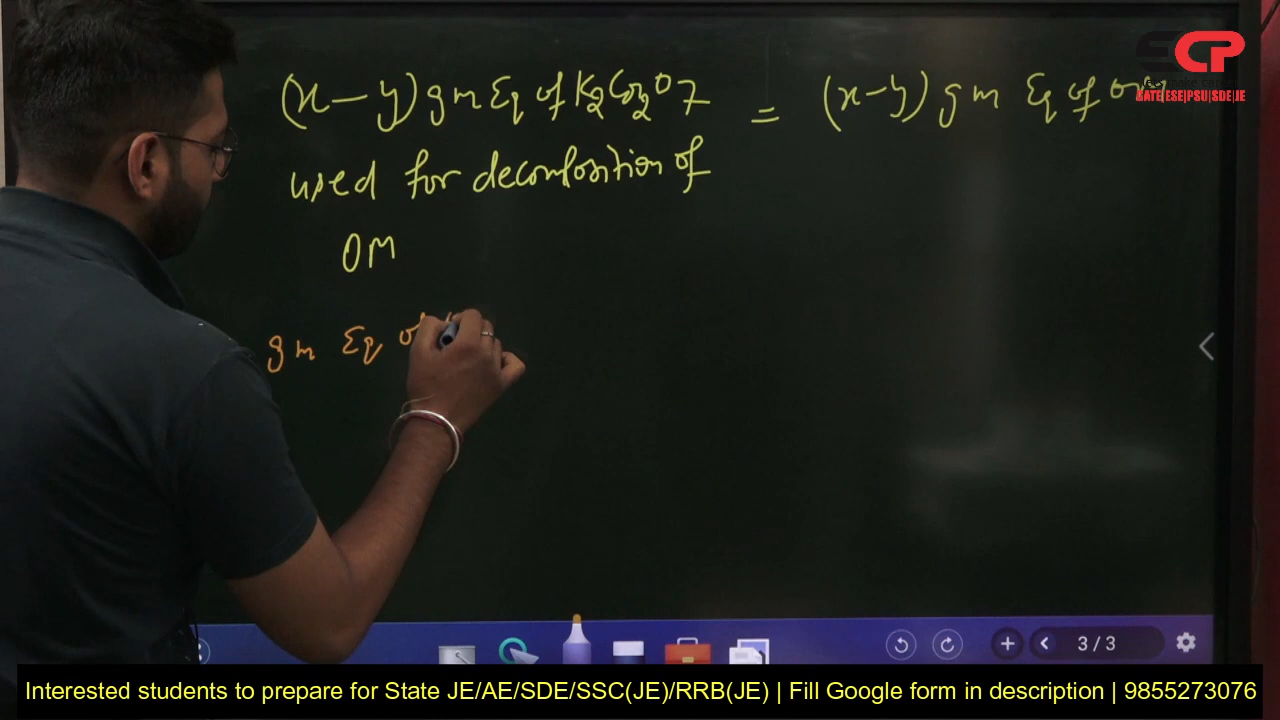 (x-y) gm Eq of K2Cr2O7 = (x-y) gm Eq of
used for decomposition of
OM
gm Eq of
SCP
GATE|ESE|PSU|SDE|JE
3 / 3
Interested students to prepare for State JE/AE/SDE/SSC(JE)/RRB(JE) | Fill Google form in description | 9855273076